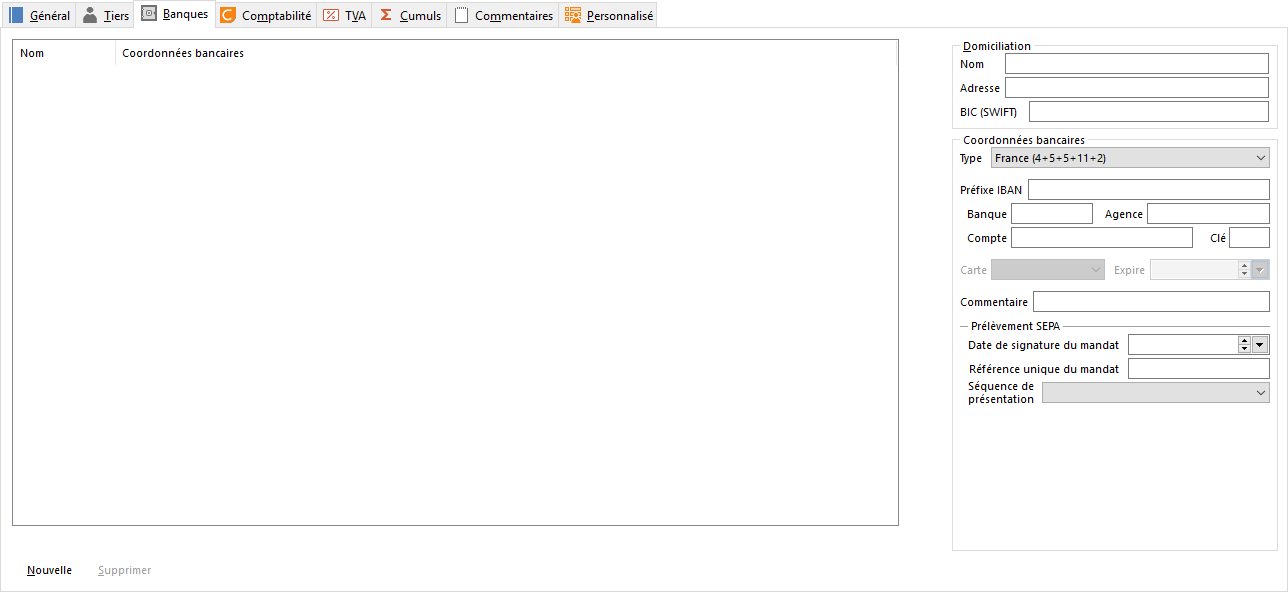 Général Tiers Banques Comptabilité TVA Cumuls Commentaires Personnalisé
Nom Coordonnées bancaires
Domiciliation
Nom
Adresse
BIC (SWIFT)
Coordonnées bancaires
Type France (4+5+5+11+2)
Préfixe IBAN
Banque Agence
Compte Clé
Carte Expire
Commentaire
Prélèvement SEPA
Date de signature du mandat
Référence unique du mandat
Séquence de
présentation
Nouvelle Supprimer